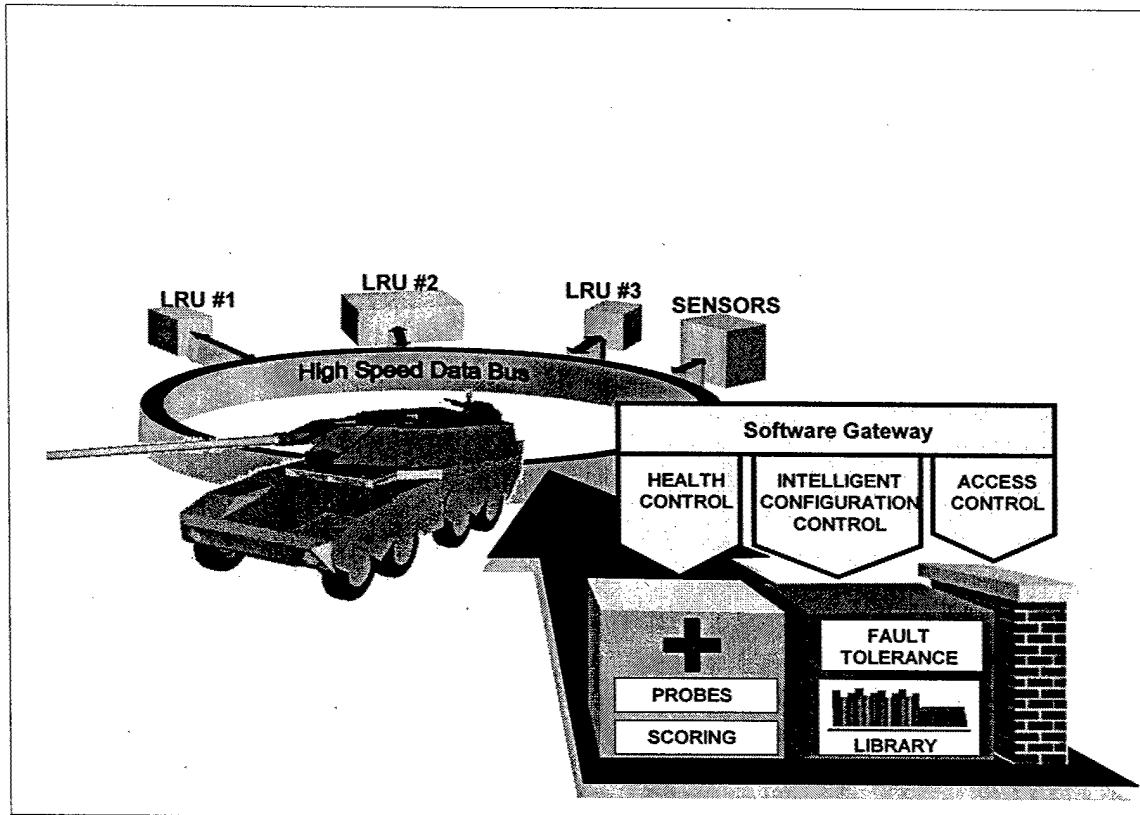 LRU #1
LRU #2
LRU #3
SENSORS
High Speed Data Bus
Software Gateway
HEALTH
CONTROL
INTELLIGENT
CONFIGURATION
CONTROL
ACCESS
CONTROL
PROBES
SCORING
FAULT
TOLERANCE
LIBRARY